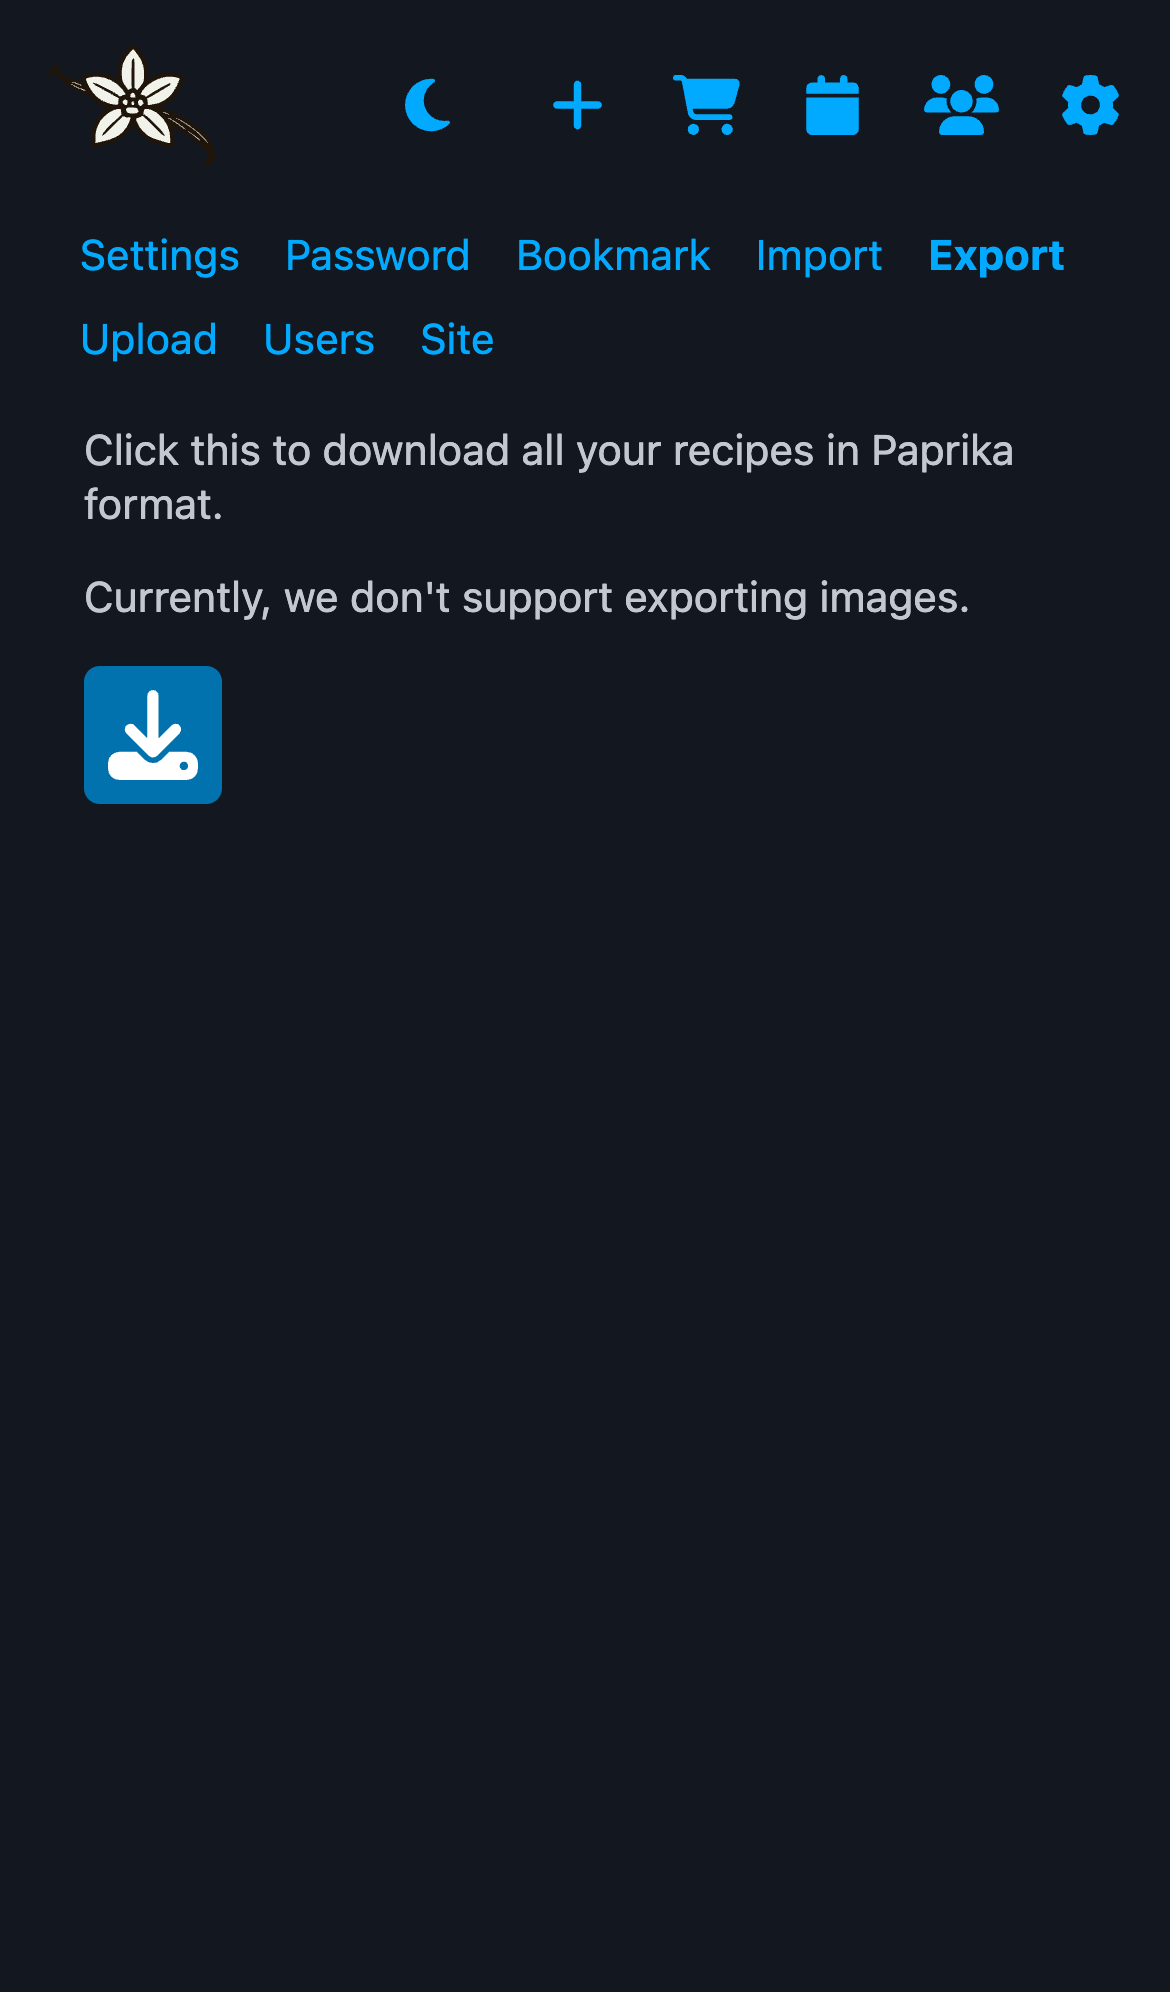 Settings Password Bookmark Import Export
Upload Users Site
Click this to download all your recipes in Paprika
format.
Currently, we don't support exporting images.